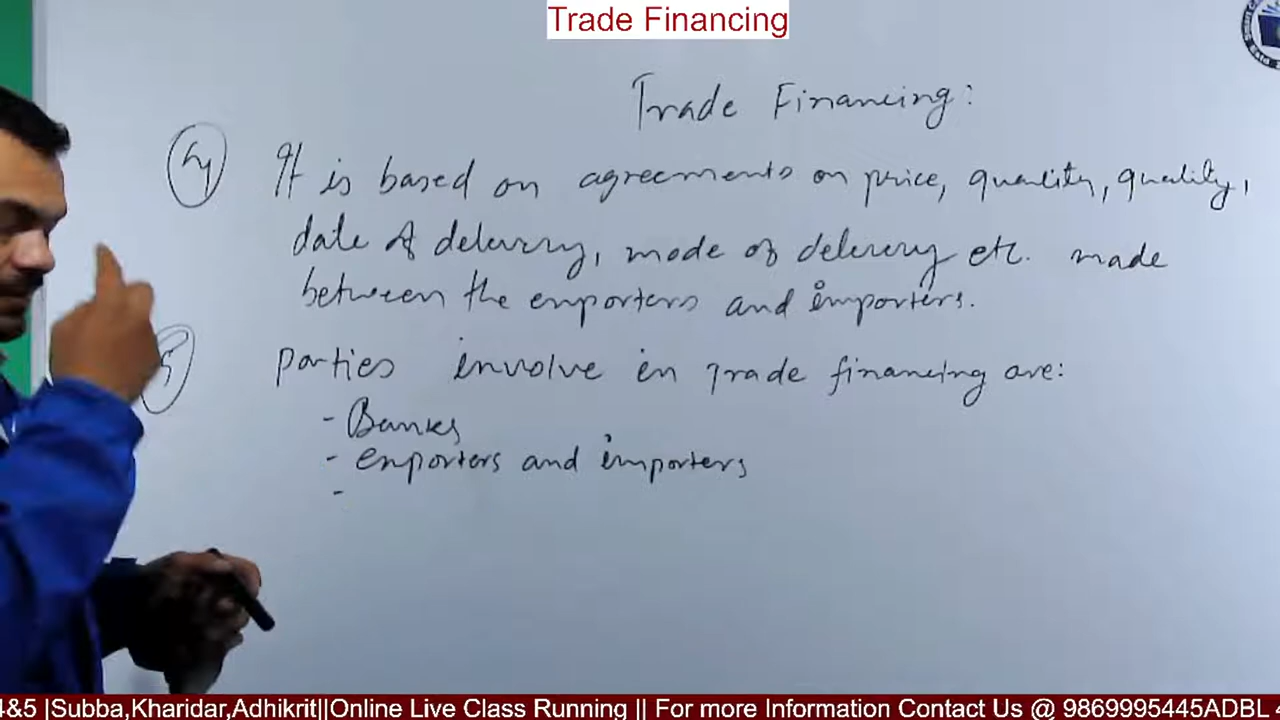 Trade Financing
Trade Financing:
4 It is based on agreements on price, quantity, quality,
date of delivery, mode of delivery etc. made
between the exporters and importers.
5 Parties involve in Trade financing are:
- Banks
- exporters and importers
-
4&5 |Subba,Kharidar,Adhikrit||Online Live Class Running || For more Information Contact Us @ 9869995445ADBL 4